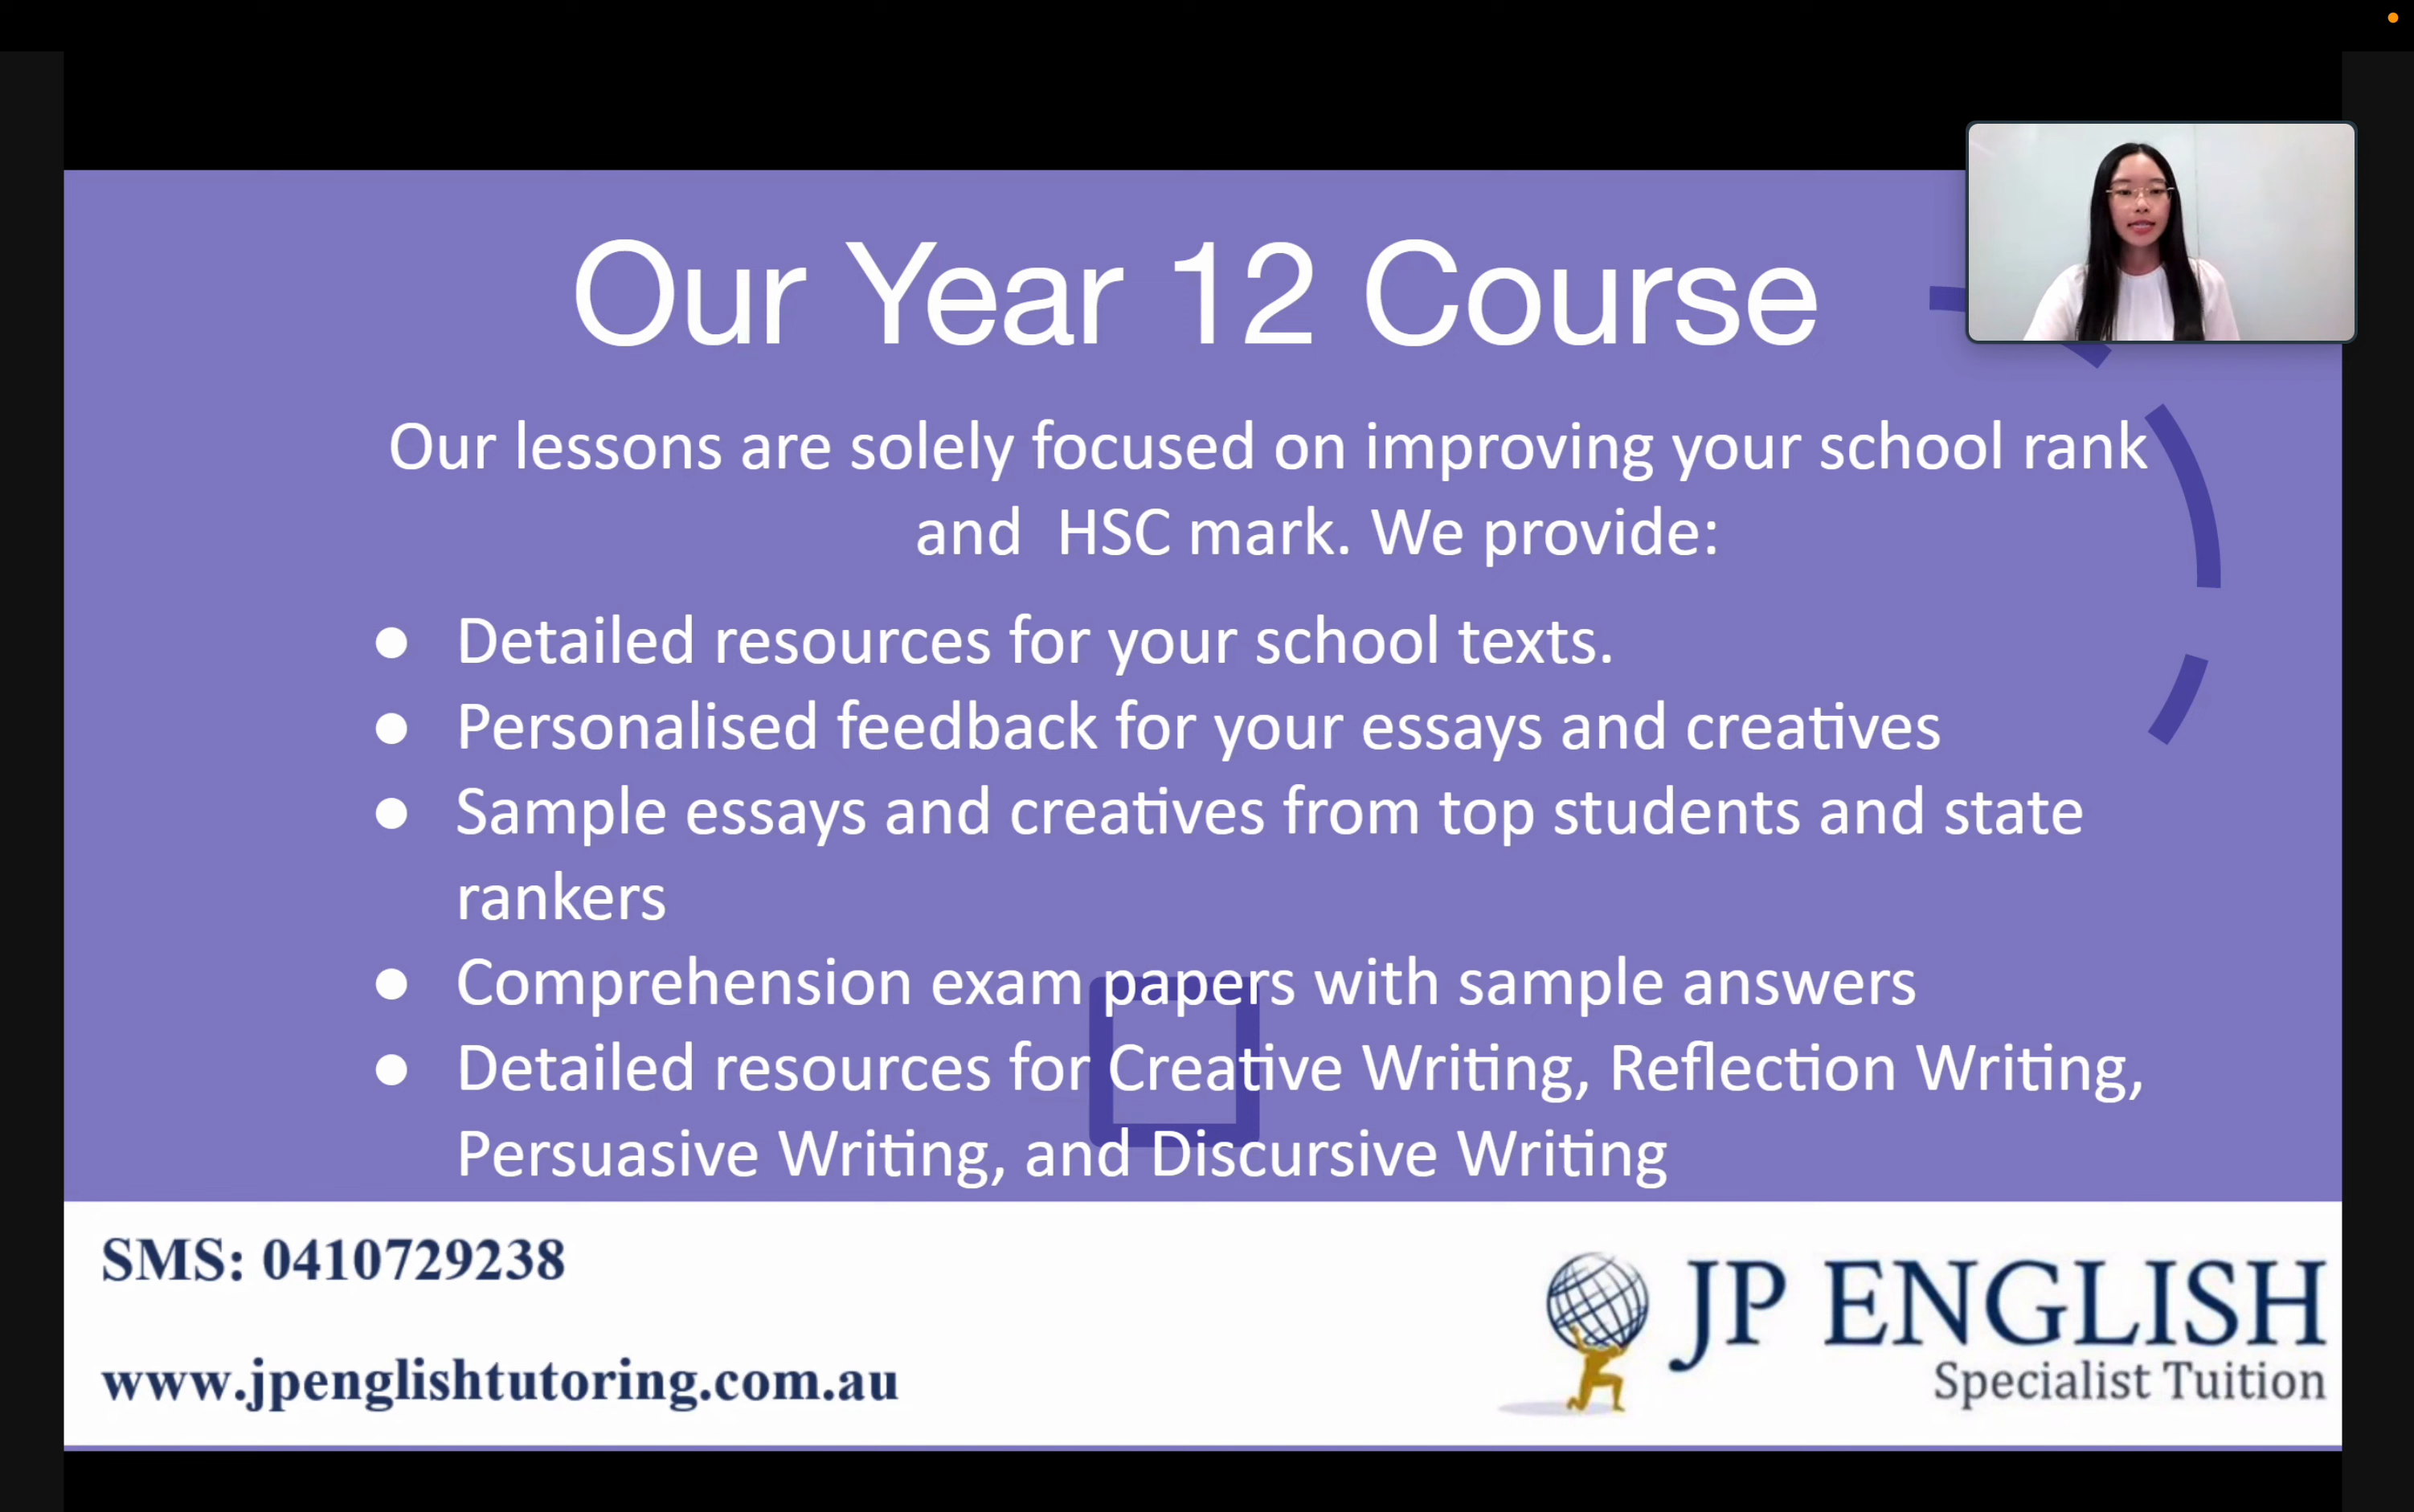 Our Year 12 Course
Our lessons are solely focused on improving your school rank
and HSC mark. We provide:
● Detailed resources for your school texts.
● Personalised feedback for your essays and creatives
● Sample essays and creatives from top students and state
rankers
● Comprehension exam papers with sample answers
● Detailed resources for Creative Writing, Reflection Writing,
Persuasive Writing, and Discursive Writing
SMS: 0410729238
www.jpenglishtutoring.com.au
JP ENGLISH
Specialist Tuition